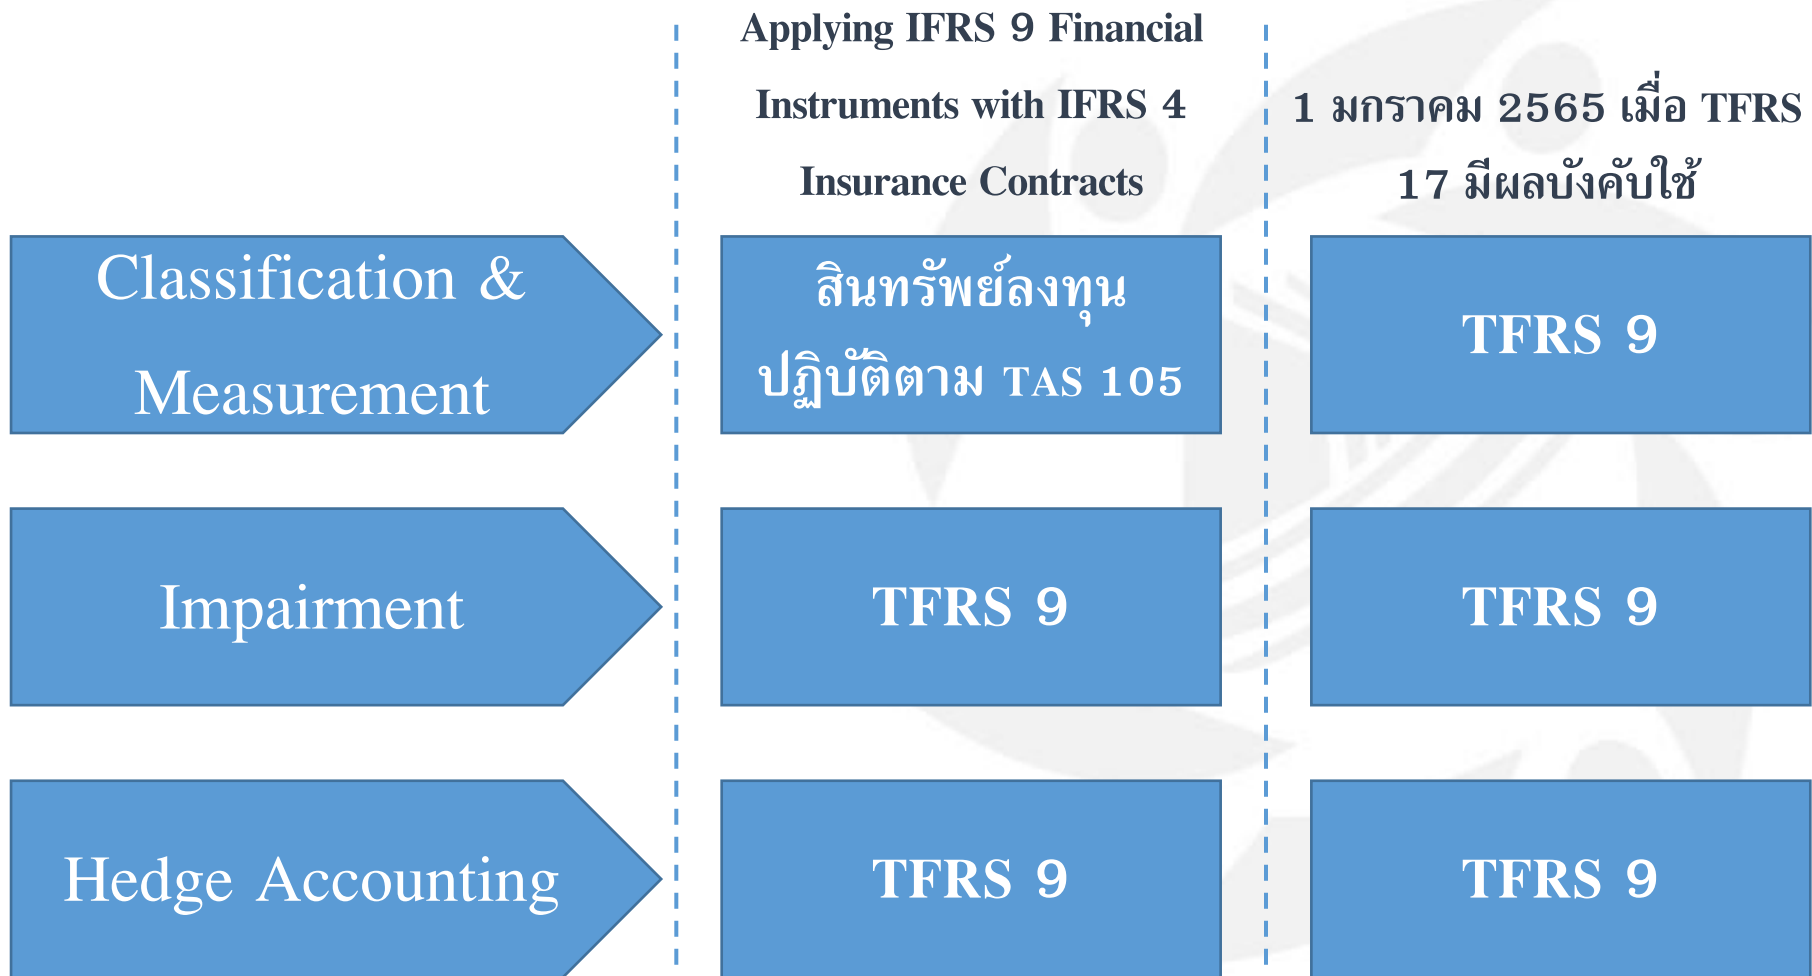 Applying IFRS 9 Financial
Instruments with IFRS 4
Insurance Contracts
1 มกราคม 2565 เมื่อ TFRS
17 มีผลบังคับใช้
Classification &
Measurement
สินทรัพย์ลงทุน
ปฏิบัติตาม TAS 105
TFRS 9
Impairment
TFRS 9
TFRS 9
Hedge Accounting
TFRS 9
TFRS 9